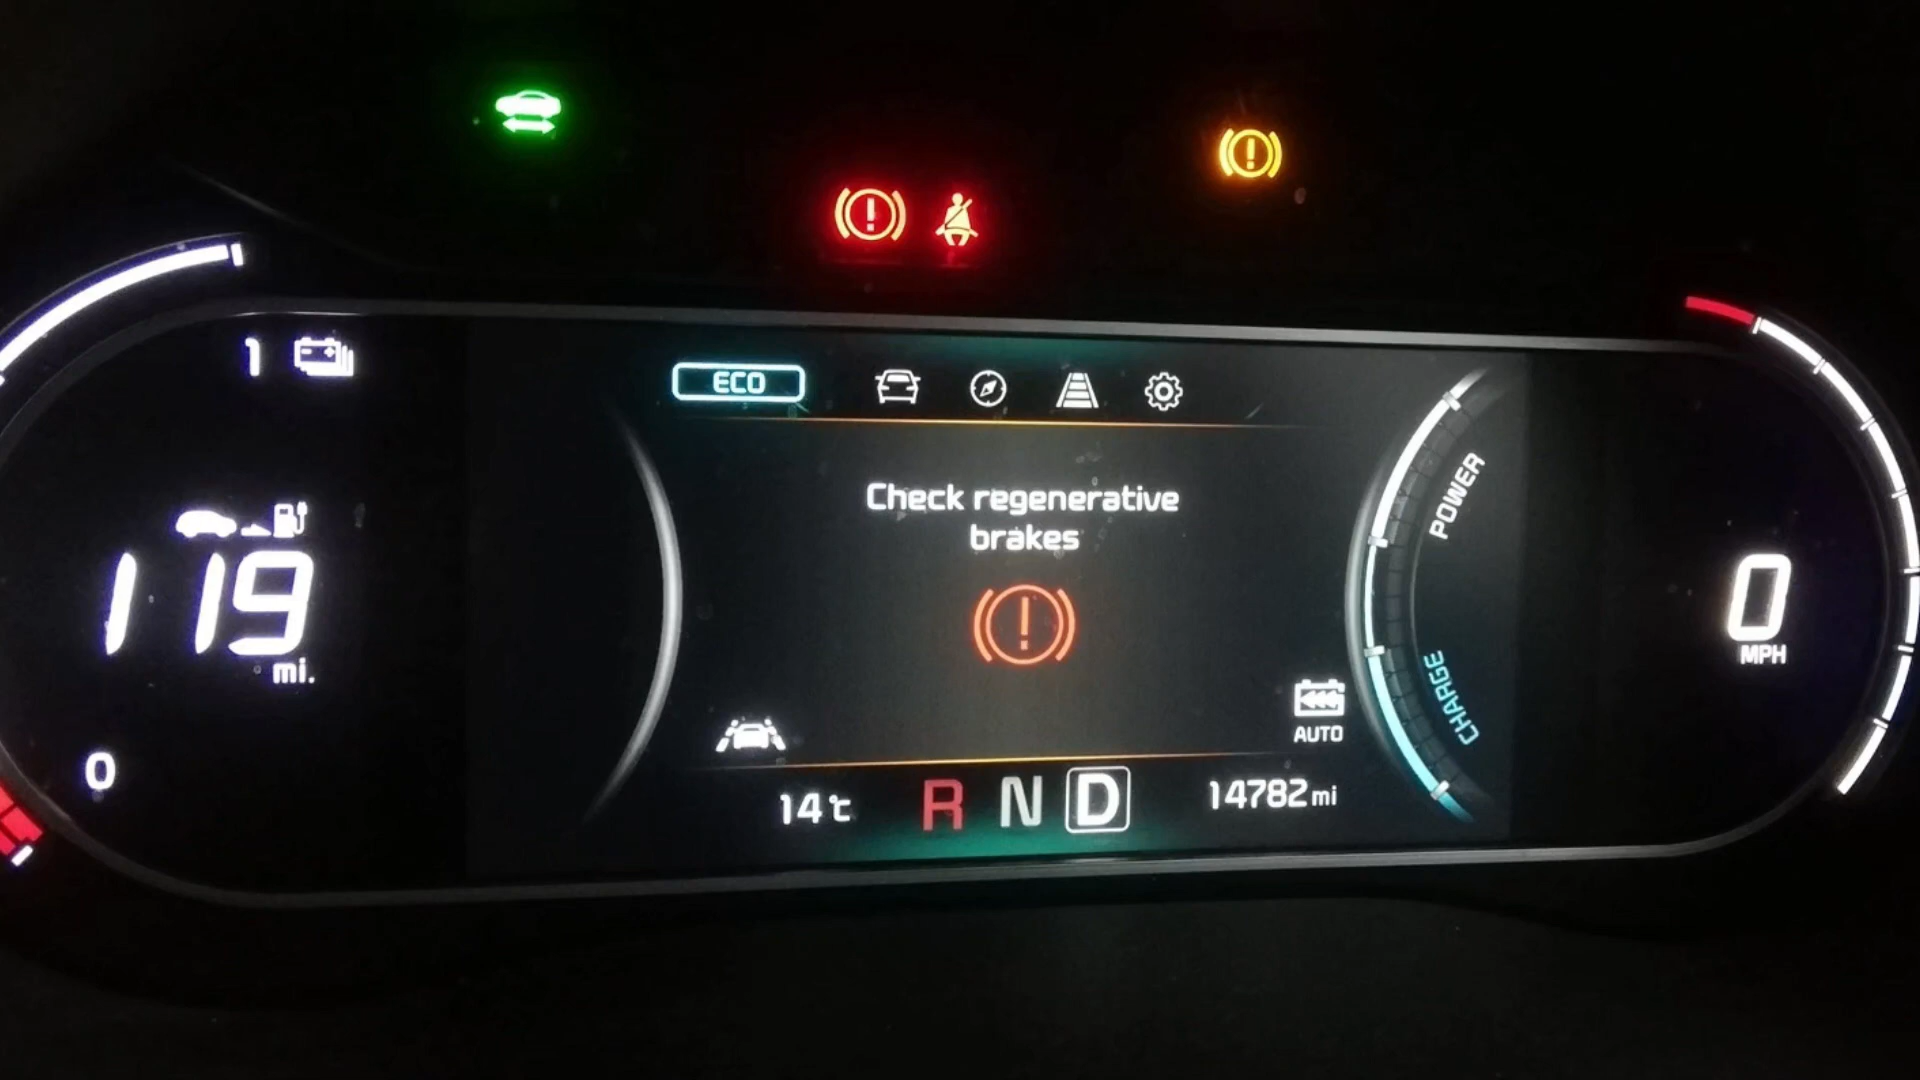 1
ECO
Check regenerative
brakes
POWER
119
mi.
0
MPH
CHARGE
AUTO
0
14℃
R N D
14782 mi